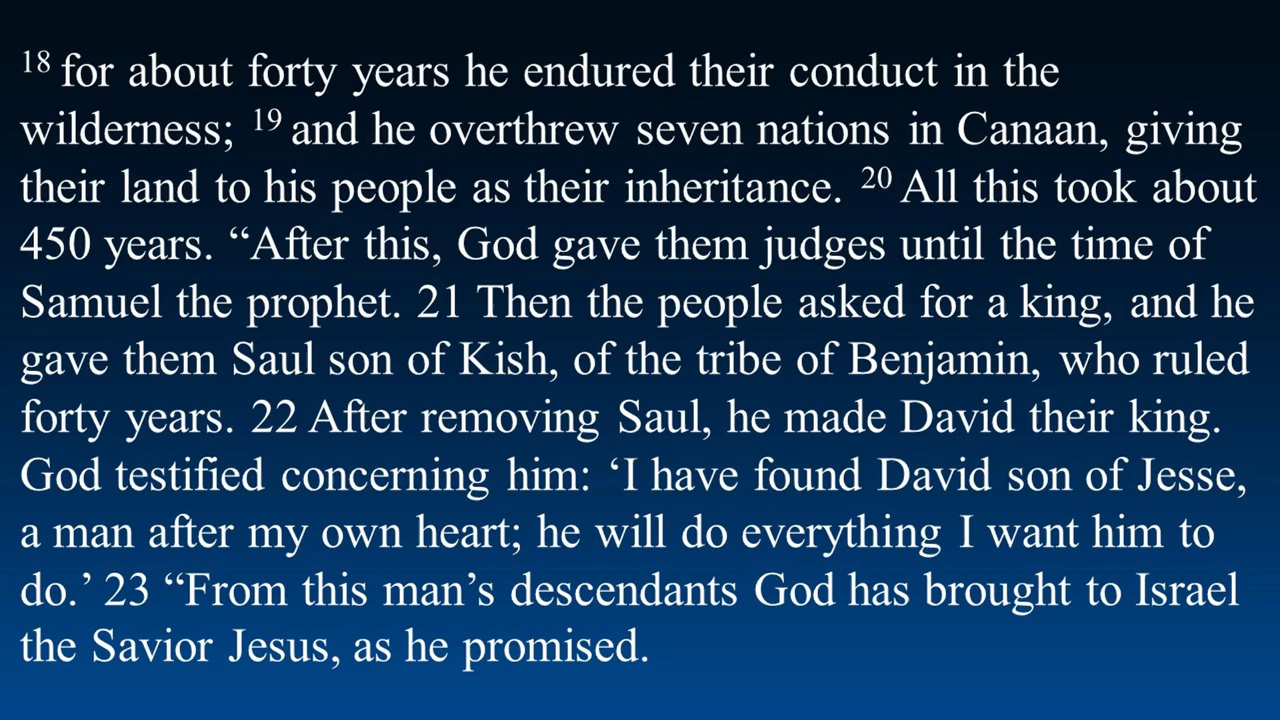 18 for about forty years he endured their conduct in the
wilderness; 19 and he overthrew seven nations in Canaan, giving
their land to his people as their inheritance. 20 All this took about
450 years. “After this, God gave them judges until the time of
Samuel the prophet. 21 Then the people asked for a king, and he
gave them Saul son of Kish, of the tribe of Benjamin, who ruled
forty years. 22 After removing Saul, he made David their king.
God testified concerning him: ‘I have found David son of Jesse,
a man after my own heart; he will do everything I want him to
do.’ 23 “From this man’s descendants God has brought to Israel
the Savior Jesus, as he promised.